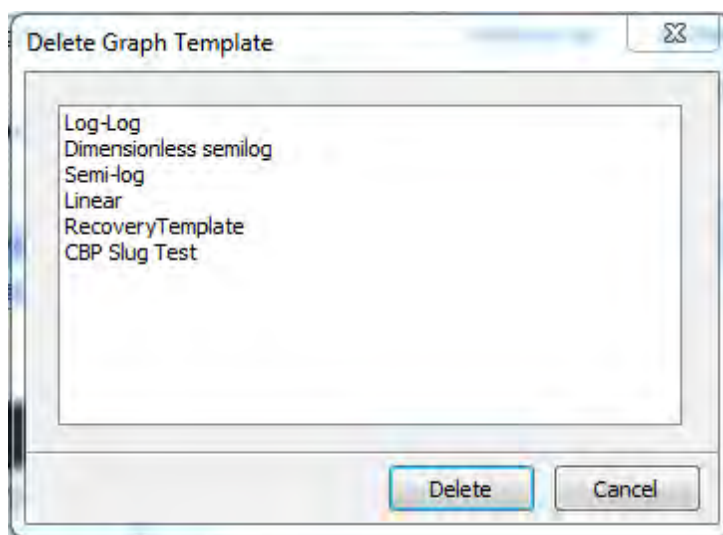 Delete Graph Template
Log-Log
Dimensionless semilog
Semi-log
Linear
RecoveryTemplate
CBP Slug Test
Delete
Cancel